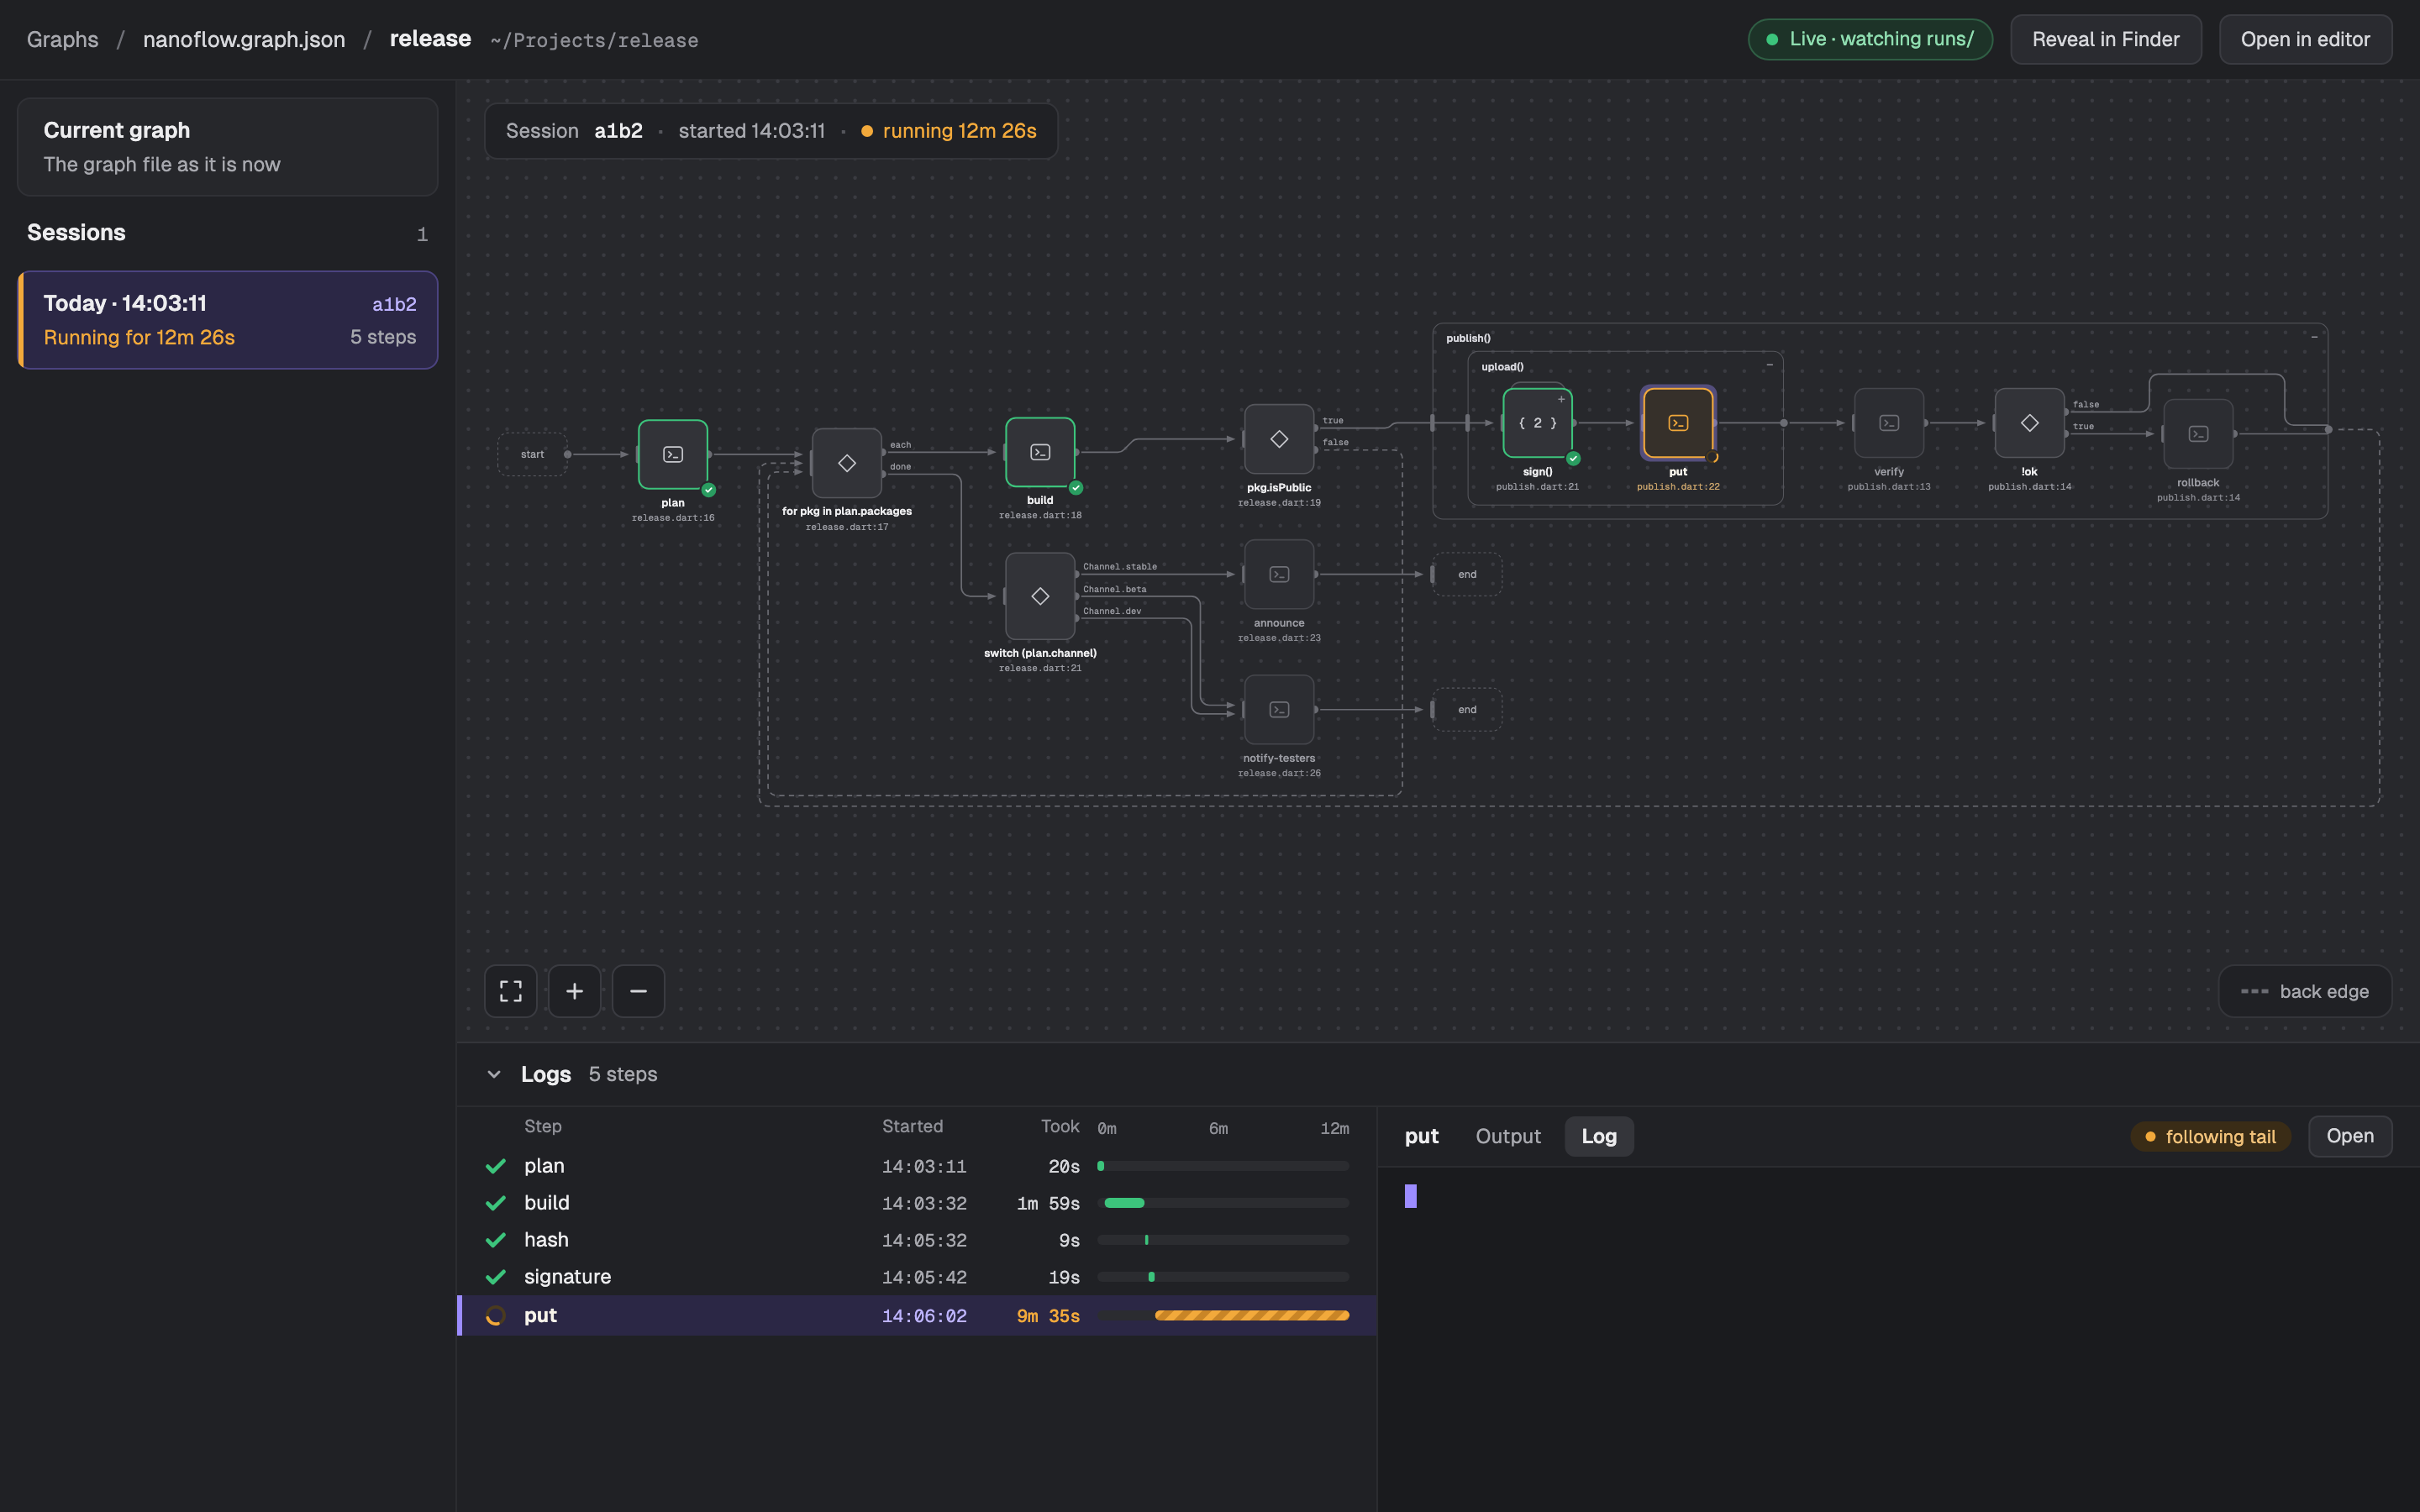 Graphs / nanoflow.graph.json / release ~/Projects/release
Live · watching runs/
Reveal in Finder
Open in editor
Current graph
The graph file as it is now
Sessions 1
Today · 14:03:11 a1b2
Running for 12m 26s 5 steps
Session a1b2 · started 14:03:11 · running 12m 26s
start
plan
release.dart:16
for pkg in plan.packages
release.dart:17
each
done
build
release.dart:18
switch (plan.channel)
release.dart:21
Channel.stable
Channel.beta
Channel.dev
pkg.isPublic
release.dart:19
true
false
announce
release.dart:23
end
notify-testers
release.dart:26
end
publish() –
upload() –
{ 2 } +
sign()
publish.dart:21
put
publish.dart:22
verify
publish.dart:13
!ok
publish.dart:14
false
true
rollback
publish.dart:14
back edge
Logs 5 steps
Step Started Took 0m 6m 12m
plan 14:03:11 20s
build 14:03:32 1m 59s
hash 14:05:32 9s
signature 14:05:42 19s
put 14:06:02 9m 35s
put Output Log
following tail
Open